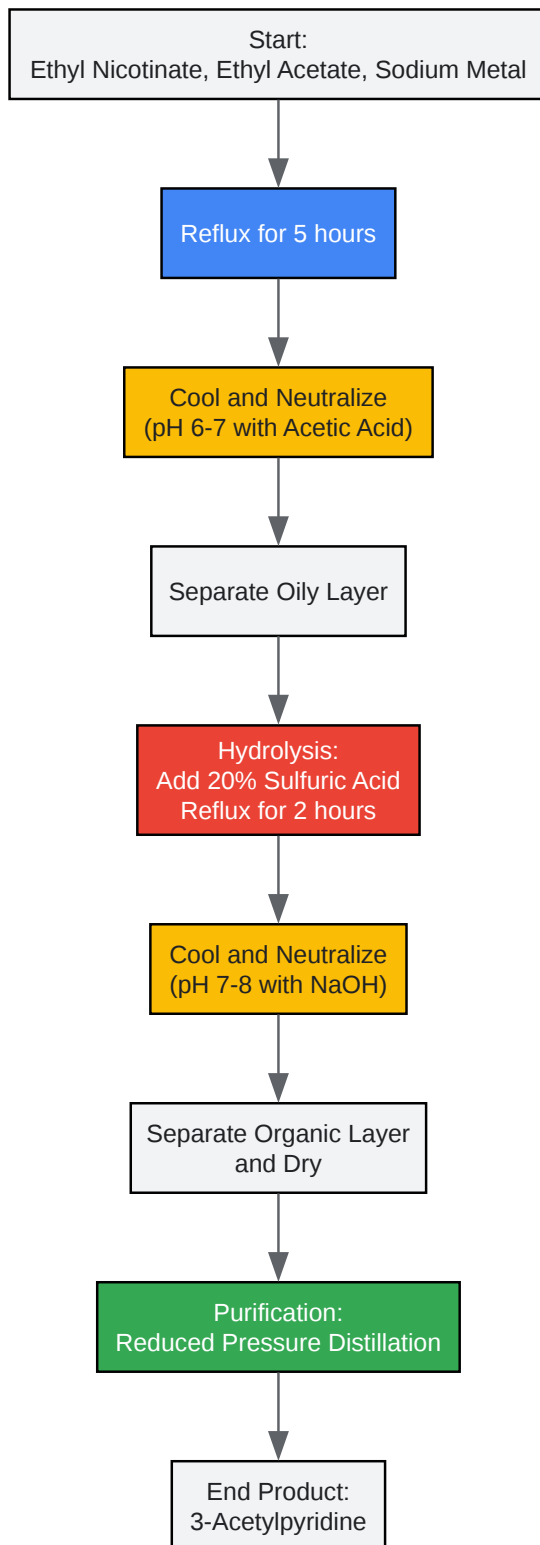 Start:
Ethyl Nicotinate, Ethyl Acetate, Sodium Metal
Reflux for 5 hours
Cool and Neutralize
(pH 6-7 with Acetic Acid)
Separate Oily Layer
Hydrolysis:
Add 20% Sulfuric Acid
Reflux for 2 hours
Cool and Neutralize
(pH 7-8 with NaOH)
Separate Organic Layer
and Dry
Purification:
Reduced Pressure Distillation
End Product:
3-Acetylpyridine